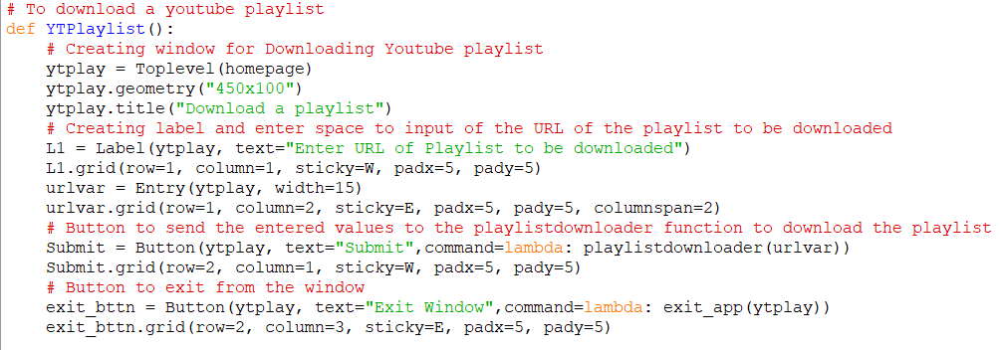 # To download a youtube playlist
def YTPlaylist():
    # Creating window for Downloading Youtube playlist
    ytplay = Toplevel(homepage)
    ytplay.geometry("450x100")
    ytplay.title("Download a playlist")
    # Creating label and enter space to input of the URL of the playlist to be downloaded
    L1 = Label(ytplay, text="Enter URL of Playlist to be downloaded")
    L1.grid(row=1, column=1, sticky=W, padx=5, pady=5)
    urlvar = Entry(ytplay, width=15)
    urlvar.grid(row=1, column=2, sticky=E, padx=5, pady=5, columnspan=2)
    # Button to send the entered values to the playlistdownloader function to download the playlist
    Submit = Button(ytplay, text="Submit",command=lambda: playlistdownloader(urlvar))
    Submit.grid(row=2, column=1, sticky=W, padx=5, pady=5)
    # Button to exit from the window
    exit_bttn = Button(ytplay, text="Exit Window",command=lambda: exit_app(ytplay))
    exit_bttn.grid(row=2, column=3, sticky=E, padx=5, pady=5)